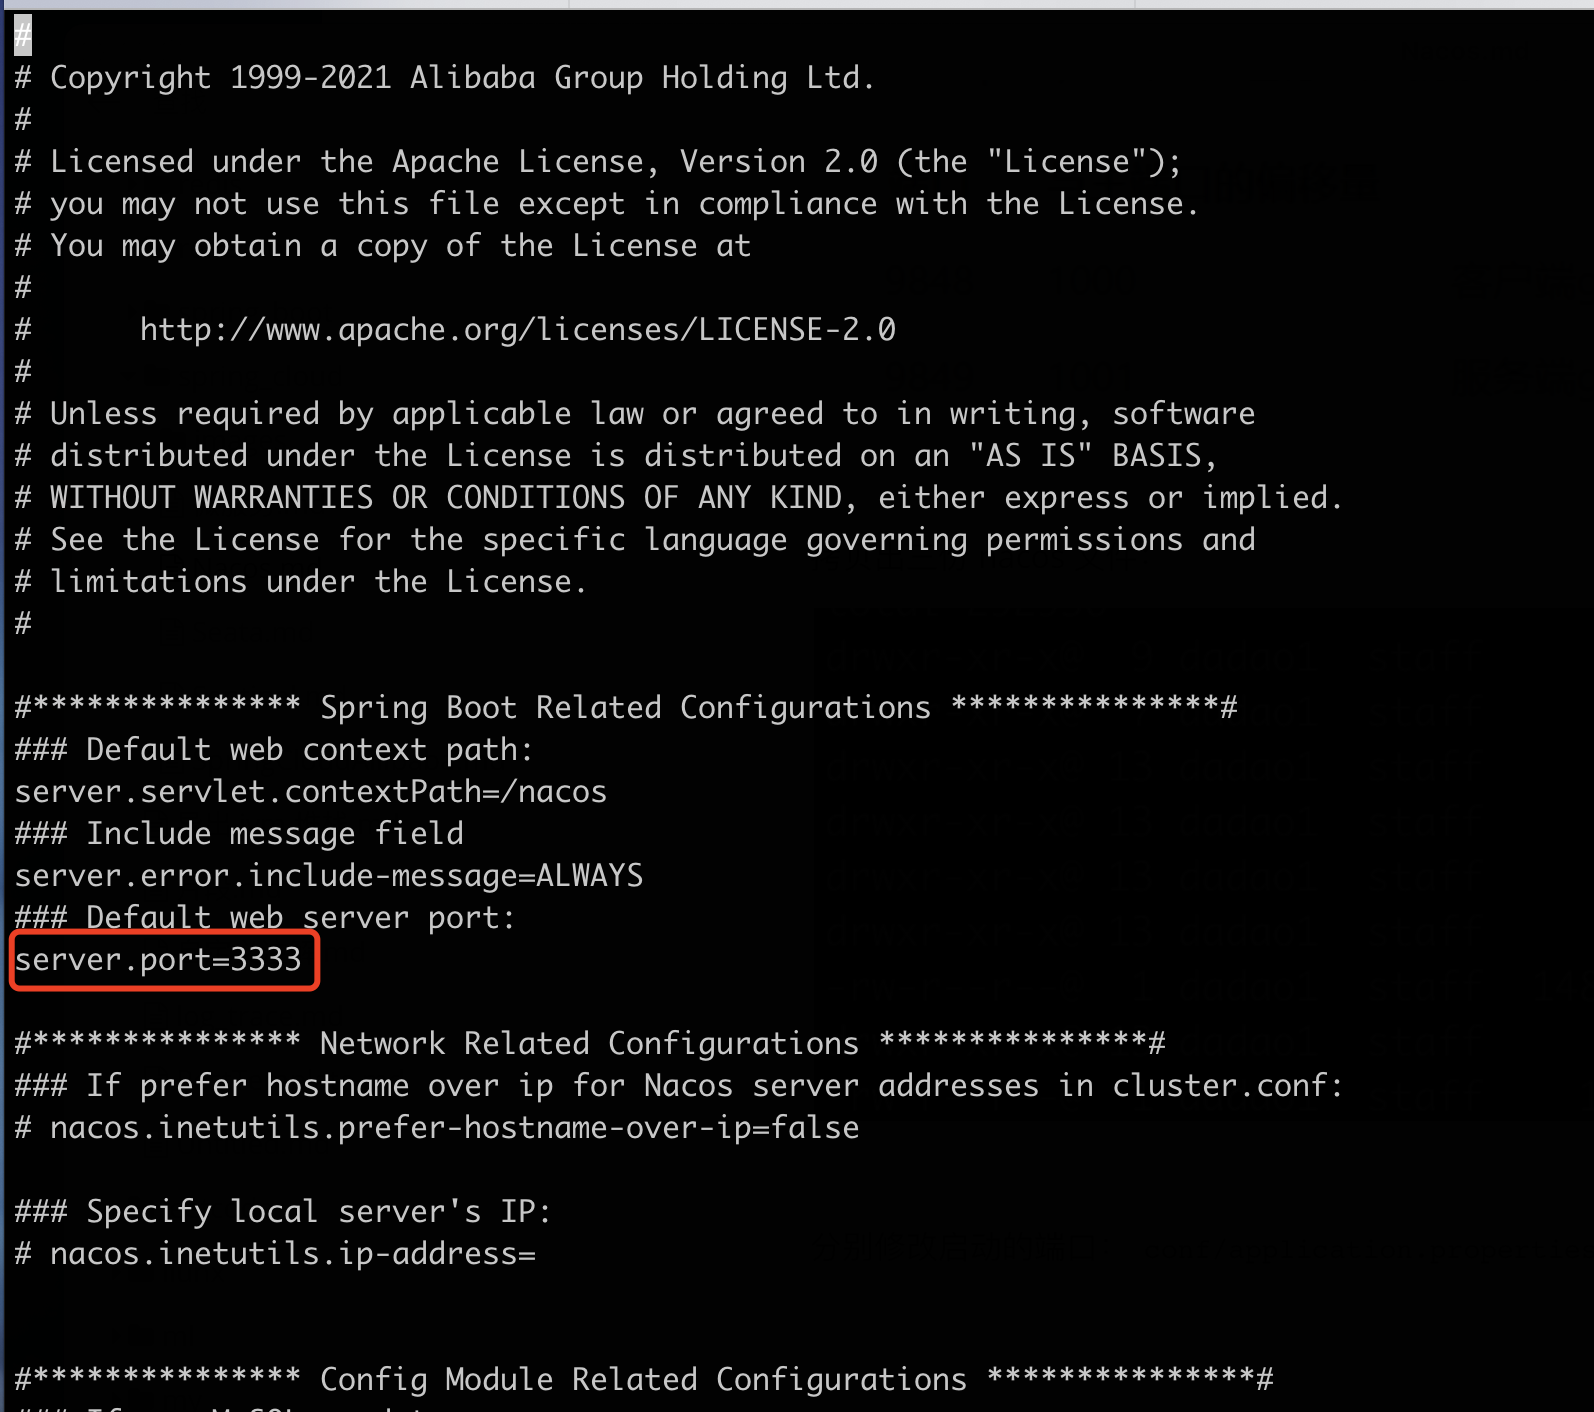 #
# Copyright 1999-2021 Alibaba Group Holding Ltd.
#
# Licensed under the Apache License, Version 2.0 (the "License");
# you may not use this file except in compliance with the License.
# You may obtain a copy of the License at
#
#      http://www.apache.org/licenses/LICENSE-2.0
#
# Unless required by applicable law or agreed to in writing, software
# distributed under the License is distributed on an "AS IS" BASIS,
# WITHOUT WARRANTIES OR CONDITIONS OF ANY KIND, either express or implied.
# See the License for the specific language governing permissions and
# limitations under the License.
#
#*************** Spring Boot Related Configurations ***************#
### Default web context path:
server.servlet.contextPath=/nacos
### Include message field
server.error.include-message=ALWAYS
### Default web server port:
server.port=3333
#*************** Network Related Configurations ***************#
### If prefer hostname over ip for Nacos server addresses in cluster.conf:
# nacos.inetutils.prefer-hostname-over-ip=false
### Specify local server's IP:
# nacos.inetutils.ip-address=
#*************** Config Module Related Configurations ***************#